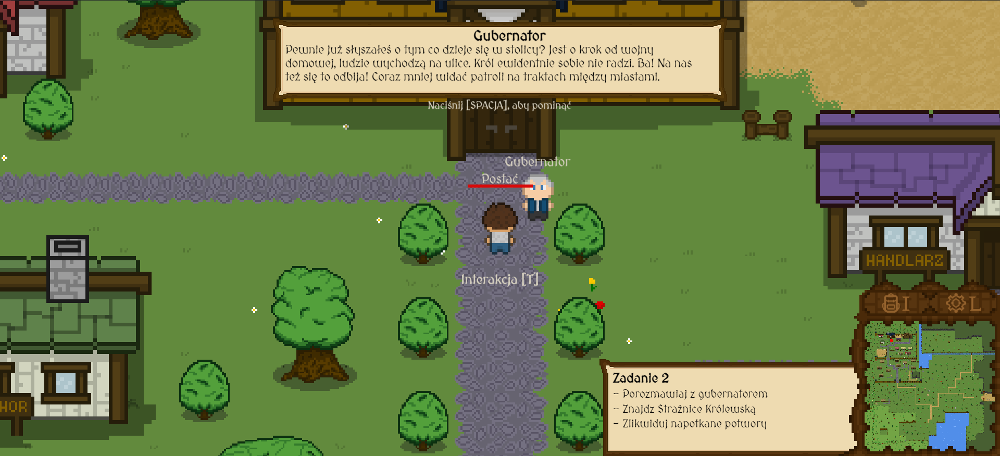 Gubernator
Pewnie już słyszałeś o tym co dzieje się w stolicy? Jest o krok od wojny
domowej, ludzie wychodzą na ulice. Król ewidentnie sobie nie radzi. Ba! Na nas
też się to odbija! Coraz mniej widać patroli na traktach między miastami.
Naciśnij [SPACJA], aby pominąć
Gubernator
Postać
Interakcja [T]
HANDLARZ
I
L
Zadanie 2
- Porozmawiaj z gubernatorem
- Znajdz Strażnice Królewską
- Zlikwiduj napotkane potwory
HOR